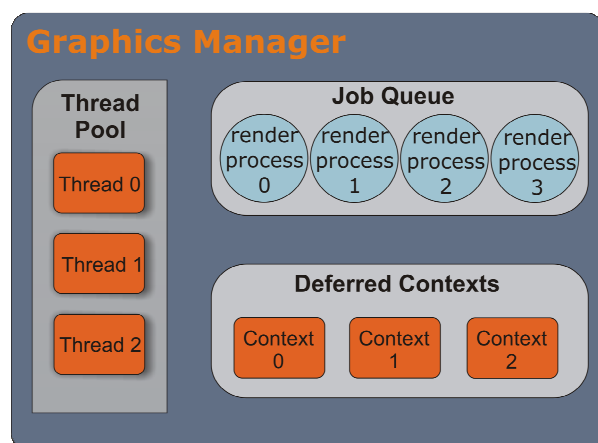 Graphics Manager
Thread
Pool
Thread 0
Thread 1
Thread 2
Job Queue
render
process
0
render
process
1
render
process
2
render
process
3
Deferred Contexts
Context
0
Context
1
Context
2